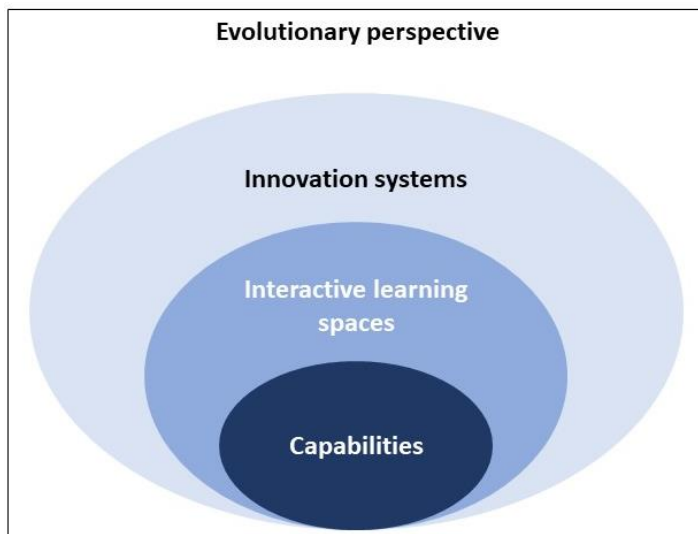 Evolutionary perspective
Innovation systems
Interactive learning
spaces
Capabilities